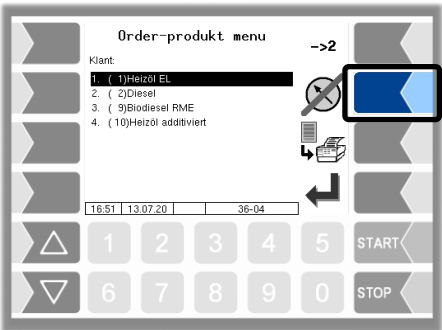 Order-produkt menu
->2
Klant:
1. ( 1)Heizöl EL
2. ( 2)Diesel
3. ( 9)Biodiesel RME
4. ( 10)Heizöl additiviert
16:51 13.07.20 36-04
1 2 3 4 5 START
6 7 8 9 0 STOP